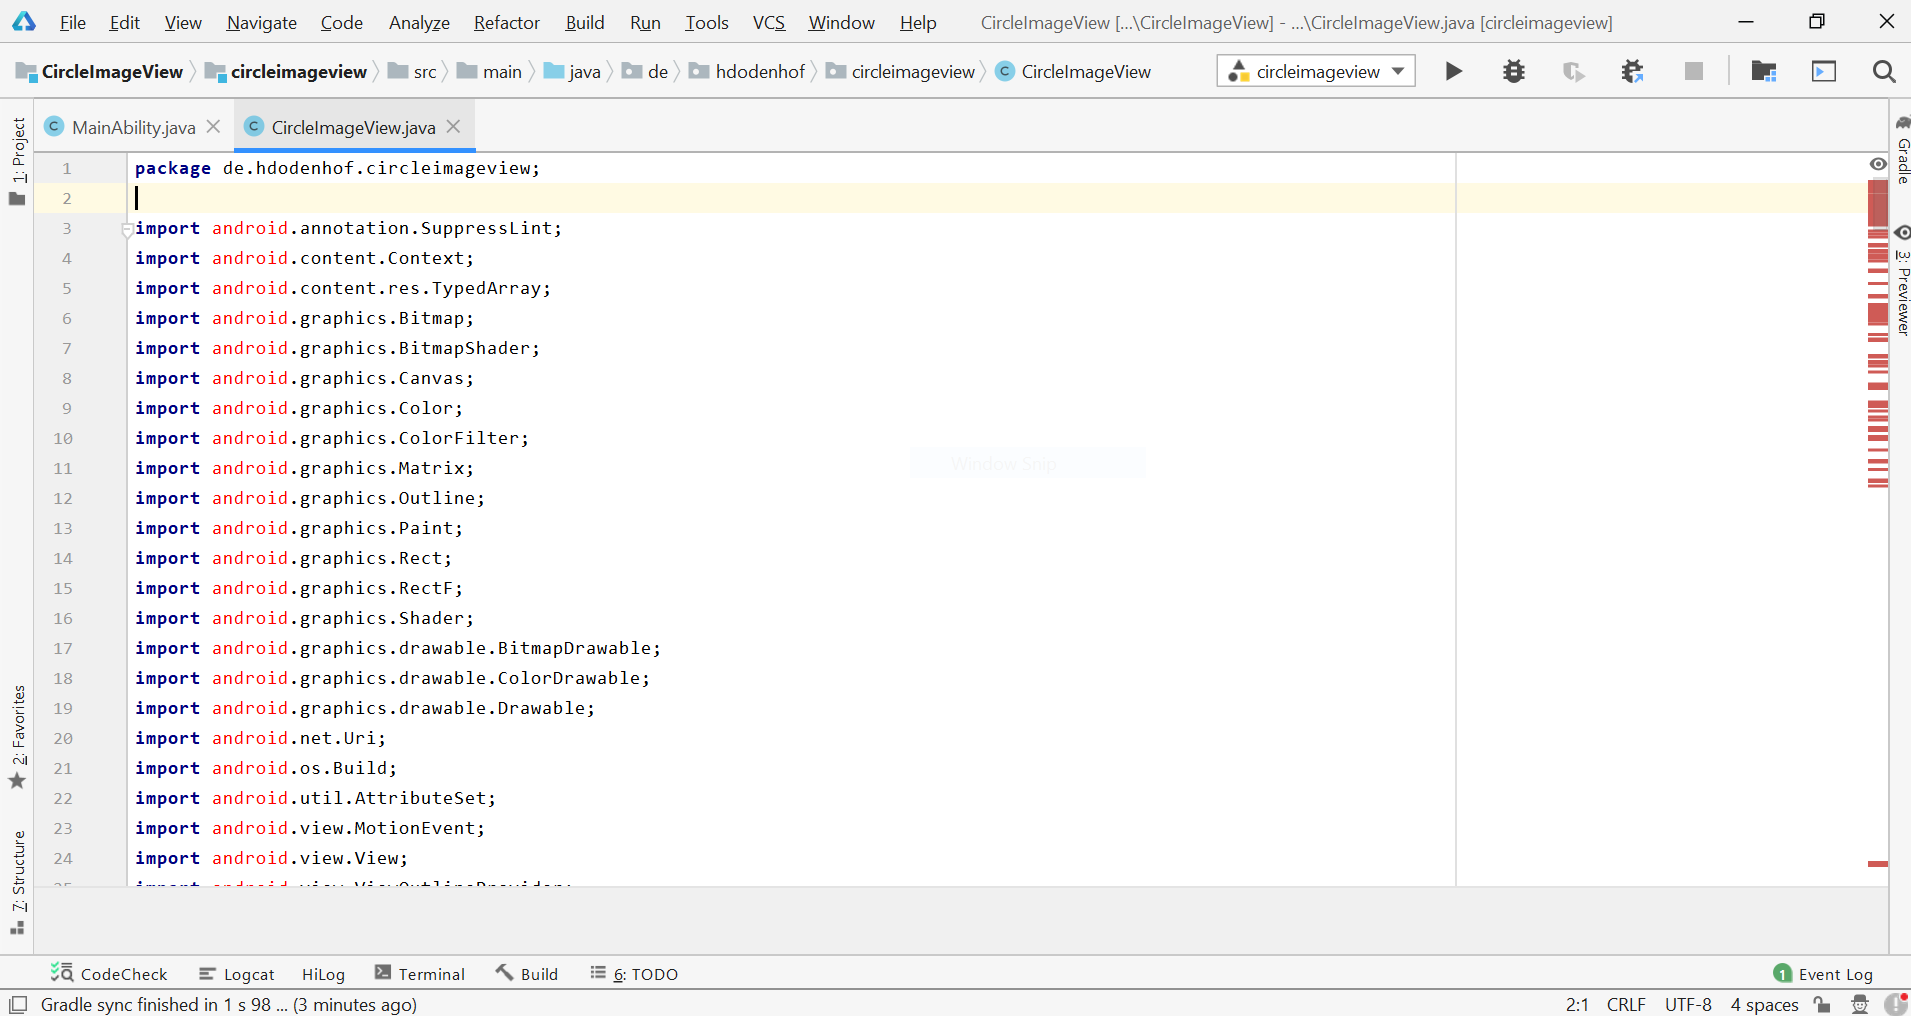 File Edit View Navigate Code Analyze Refactor Build Run Tools VCS Window Help CircleImageView [...\CircleImageView] - ...\CircleImageView.java [circleimageview]
CircleImageView circleimageview src main java de hdodenhof circleimageview CircleImageView circleimageview
MainAbility.java CircleImageView.java
1: Project
2: Favorites
7: Structure
1 package de.hdodenhof.circleimageview;
2
3 import android.annotation.SuppressLint;
4 import android.content.Context;
5 import android.content.res.TypedArray;
6 import android.graphics.Bitmap;
7 import android.graphics.BitmapShader;
8 import android.graphics.Canvas;
9 import android.graphics.Color;
10 import android.graphics.ColorFilter;
11 import android.graphics.Matrix;
12 import android.graphics.Outline;
13 import android.graphics.Paint;
14 import android.graphics.Rect;
15 import android.graphics.RectF;
16 import android.graphics.Shader;
17 import android.graphics.drawable.BitmapDrawable;
18 import android.graphics.drawable.ColorDrawable;
19 import android.graphics.drawable.Drawable;
20 import android.net.Uri;
21 import android.os.Build;
22 import android.util.AttributeSet;
23 import android.view.MotionEvent;
24 import android.view.View;
Window Snip
Gradle
3: Previewer
CodeCheck Logcat HiLog Terminal Build 6: TODO 1 Event Log
Gradle sync finished in 1 s 98 ... (3 minutes ago) 2:1 CRLF UTF-8 4 spaces